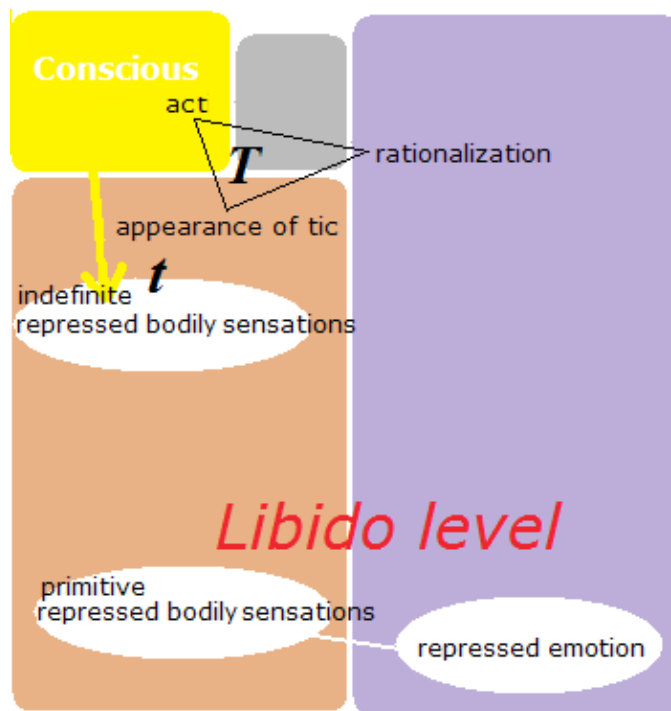 Conscious
act
T
rationalization
appearance of tic
t
indefinite
repressed bodily sensations
Libido level
primitive
repressed bodily sensations
repressed emotion